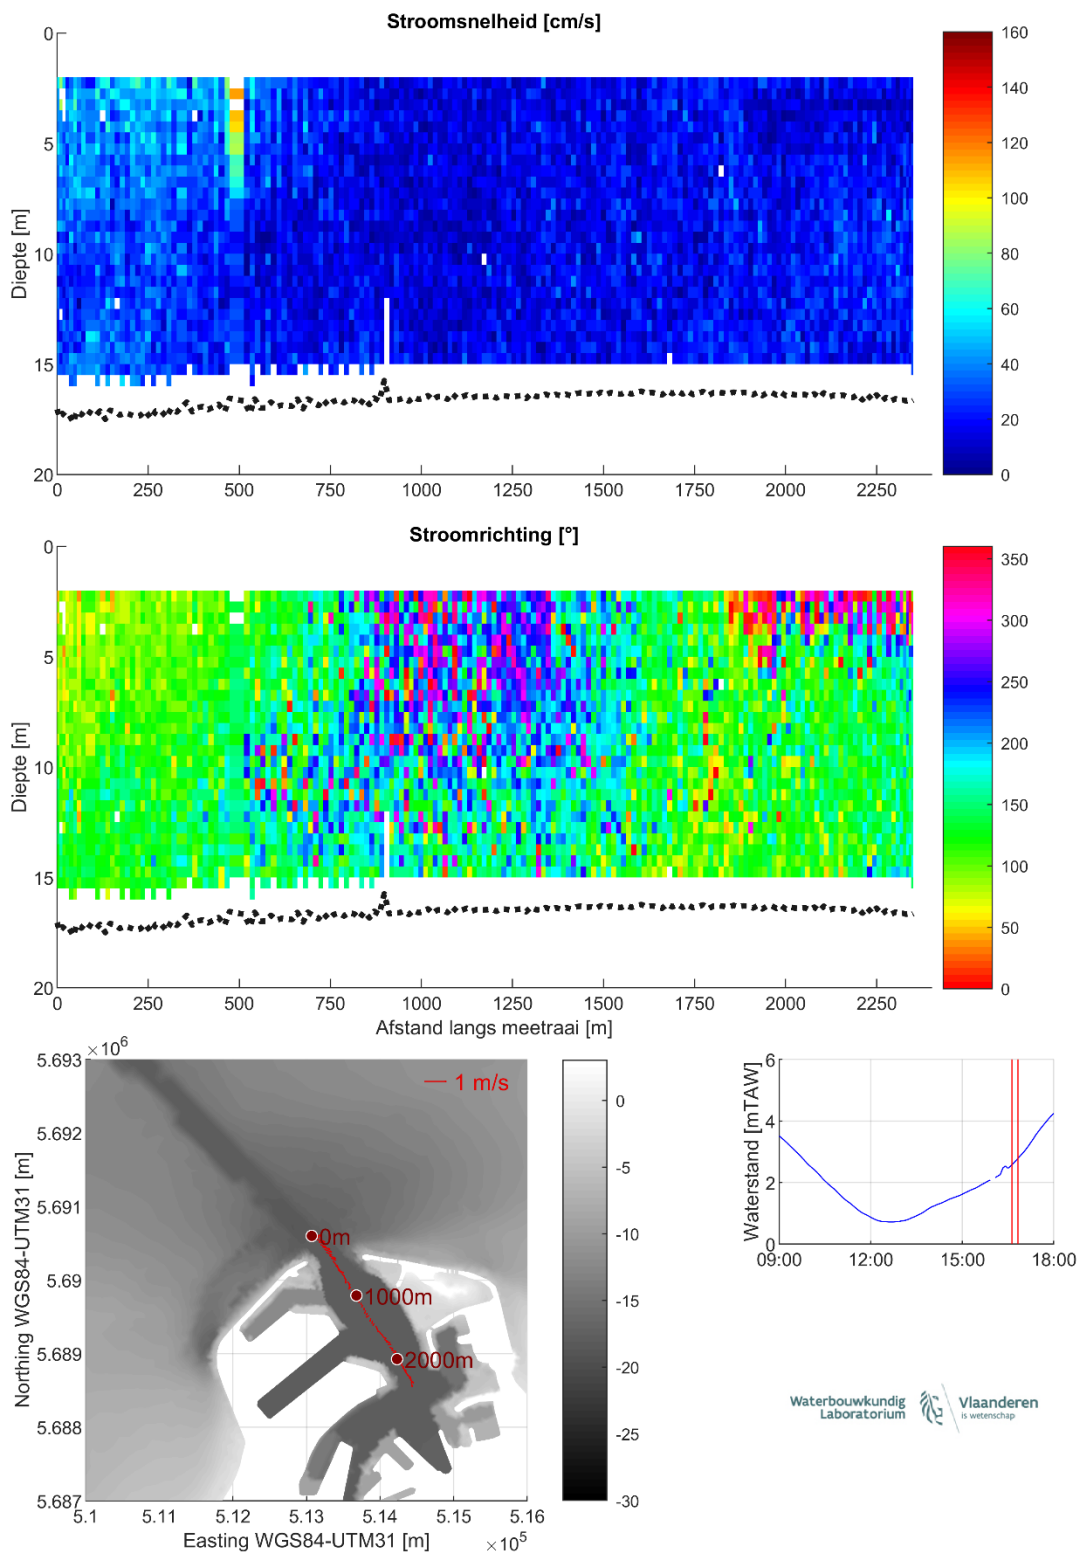 Stroomsnelheid [cm/s]
Diepte [m]
0
5
10
15
20
0 250 500 750 1000 1250 1500 1750 2000 2250
160
140
120
100
80
60
40
20
0
Stroomrichting [°]
Diepte [m]
0
5
10
15
20
0 250 500 750 1000 1250 1500 1750 2000 2250
Afstand langs meetraai [m]
350
300
250
200
150
100
50
0
×10⁶
5.693
5.692
5.691
5.69
5.689
5.688
5.687
Northing WGS84-UTM31 [m]
1 m/s
0m
1000m
2000m
5.1 5.11 5.12 5.13 5.14 5.15 5.16
Easting WGS84-UTM31 [m]
×10⁵
0
-5
-10
-15
-20
-25
-30
Waterstand [mTAW]
6
4
2
0
09:00 12:00 15:00 18:00
Waterbouwkundig
Laboratorium
Vlaanderen
is wetenschap